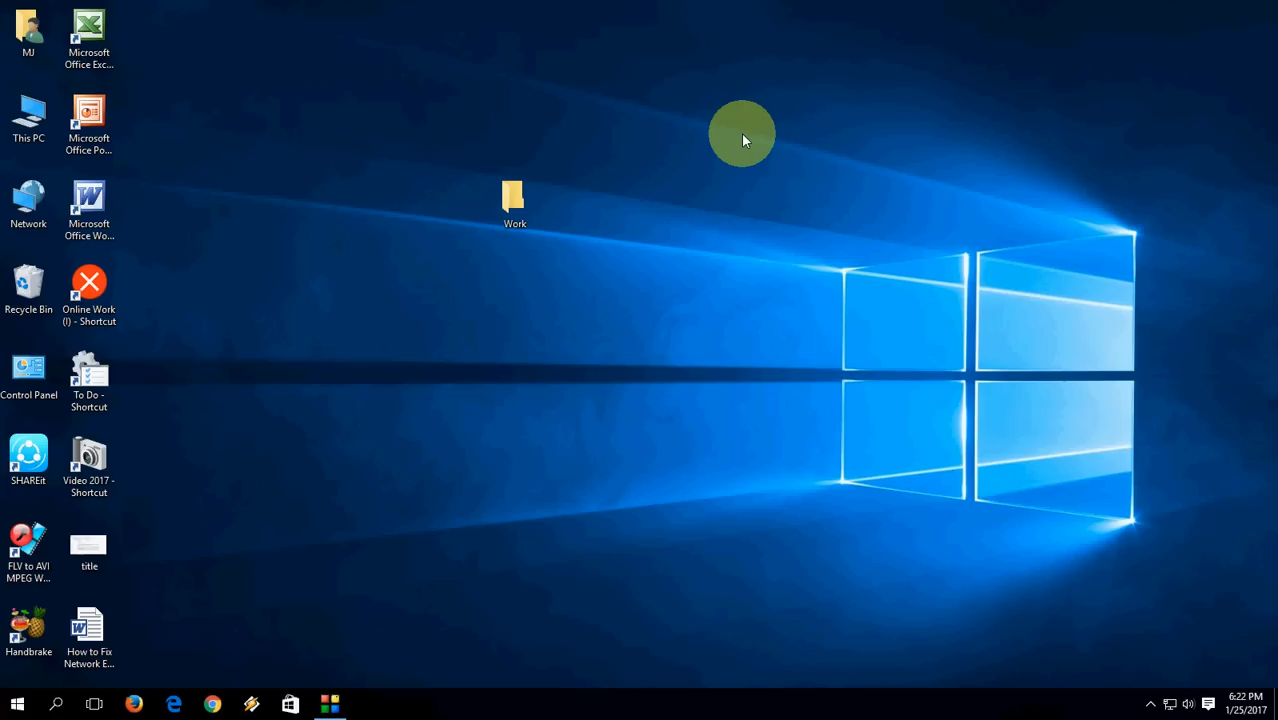 MJ
Microsoft
Office Exc...
This PC
Microsoft
Office Po...
Network
Microsoft
Office Wo...
Recycle Bin
Online Work
(I) - Shortcut
Control Panel
To Do -
Shortcut
SHAREit
Video 2017 -
Shortcut
FLV to AVI
MPEG W...
title
Handbrake
How to Fix
Network E...
Work
6:22 PM
1/25/2017